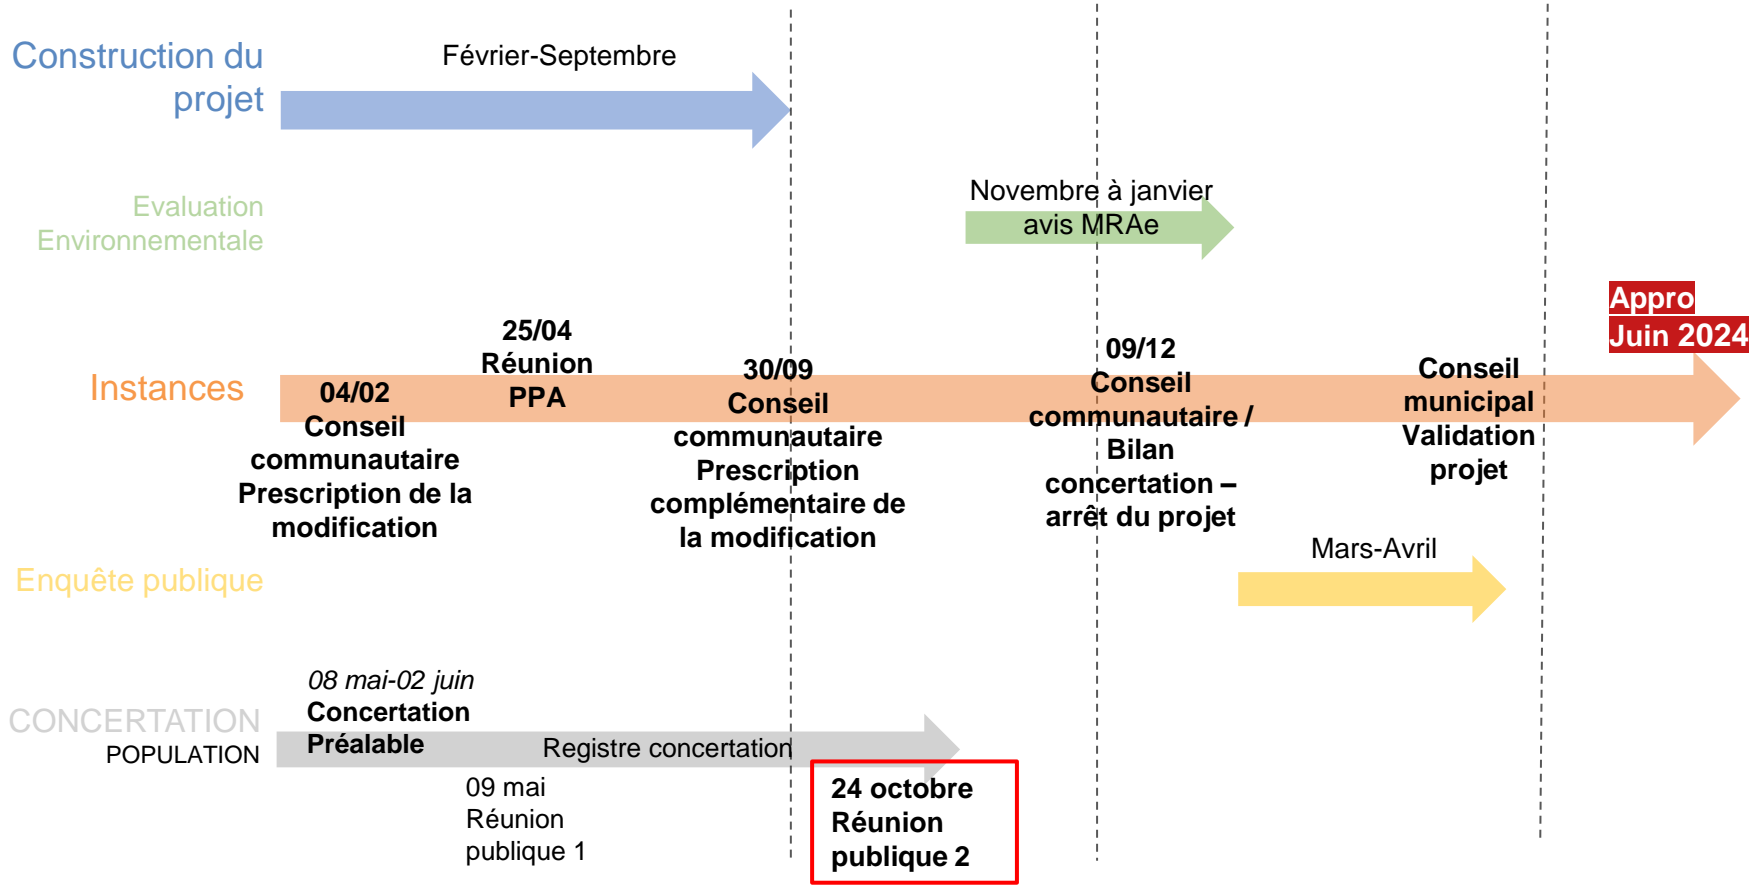 Construction du
projet
Février-Septembre
Evaluation
Environnementale
Novembre à janvier
avis MRAe
Instances
04/02
Conseil
communautaire
Prescription de la
modification
25/04
Réunion
PPA
30/09
Conseil
communautaire
Prescription
complémentaire de
la modification
09/12
Conseil
communautaire /
Bilan
concertation –
arrêt du projet
Conseil
municipal
Validation
projet
Appro
Juin 2024
Enquête publique
Mars-Avril
CONCERTATION
POPULATION
08 mai-02 juin
Concertation
Préalable
Registre concertation
09 mai
Réunion
publique 1
24 octobre
Réunion
publique 2